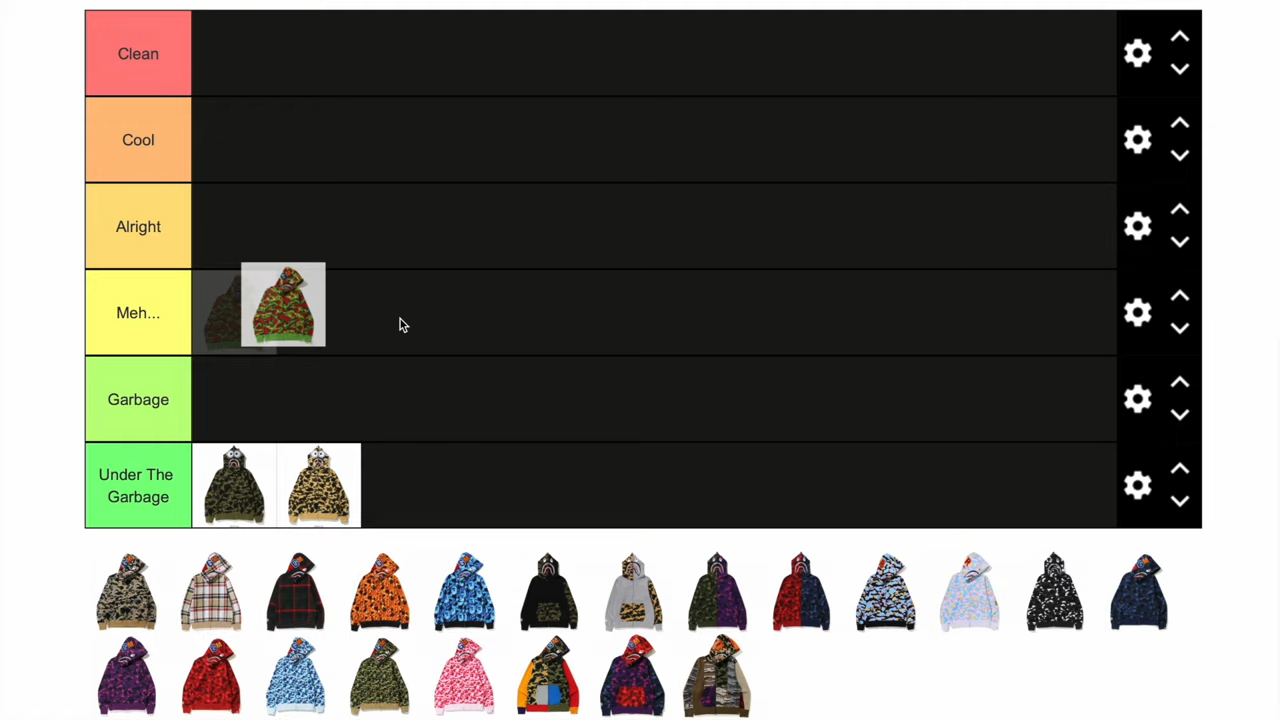 Clean
Cool
Alright
Meh...
Garbage
Under The
Garbage